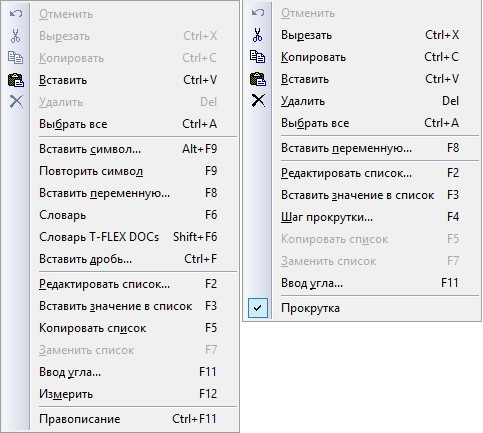 Отменить
Вырезать Ctrl+X
Копировать Ctrl+C
Вставить Ctrl+V
Удалить Del
Выбрать все Ctrl+A
Вставить символ... Alt+F9
Повторить символ F9
Вставить переменную... F8
Словарь F6
Словарь T-FLEX DOCs Shift+F6
Вставить дробь... Ctrl+F
Редактировать список... F2
Вставить значение в список F3
Копировать список F5
Заменить список F7
Ввод угла... F11
Измерить F12
Правописание Ctrl+F11
Отменить
Вырезать Ctrl+X
Копировать Ctrl+C
Вставить Ctrl+V
Удалить Del
Выбрать все Ctrl+A
Вставить переменную... F8
Редактировать список... F2
Вставить значение в список F3
Шаг прокрутки... F4
Копировать список F5
Заменить список F7
Ввод угла... F11
Прокрутка